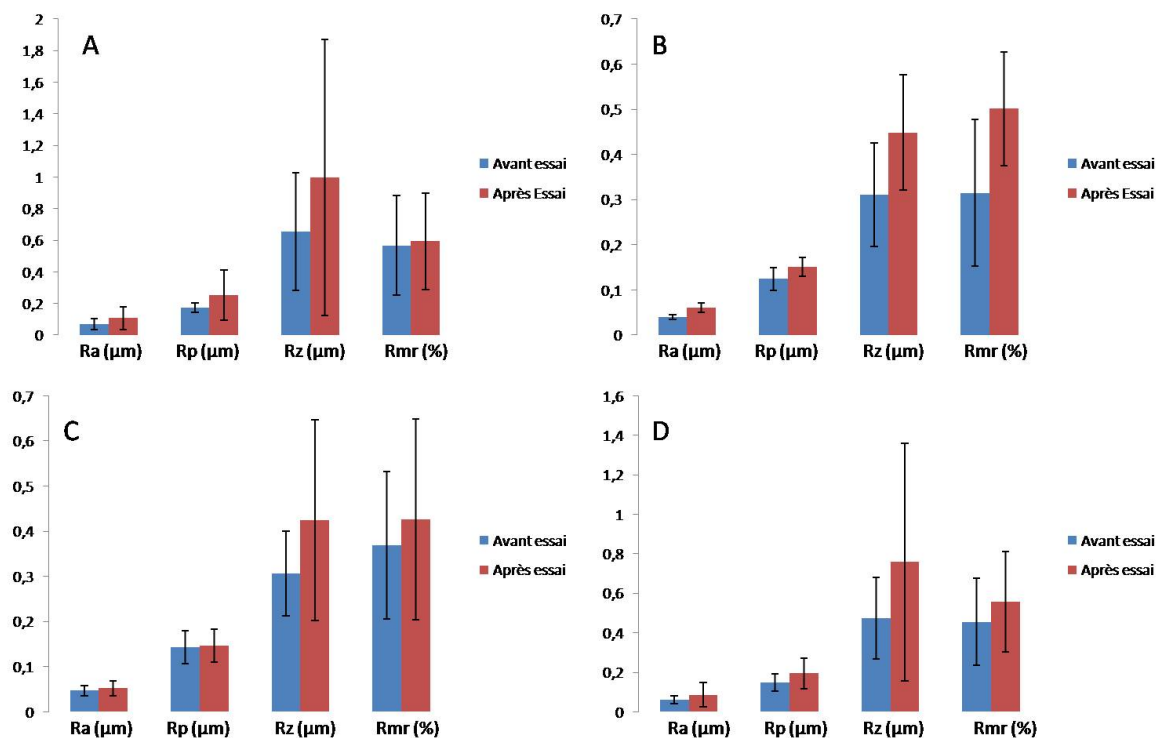 A
2
1,8
1,6
1,4
1,2
1
0,8
0,6
0,4
0,2
0
Ra (µm) Rp (µm) Rz (µm) Rmr (%)
Avant essai
Après Essai
B
0,7
0,6
0,5
0,4
0,3
0,2
0,1
0
Ra (µm) Rp (µm) Rz (µm) Rmr (%)
Avant essai
Après Essai
C
0,7
0,6
0,5
0,4
0,3
0,2
0,1
0
Ra (µm) Rp (µm) Rz (µm) Rmr (%)
Avant essai
Après essai
D
1,6
1,4
1,2
1
0,8
0,6
0,4
0,2
0
Ra (µm) Rp (µm) Rz (µm) Rmr (%)
Avant essai
Après essai